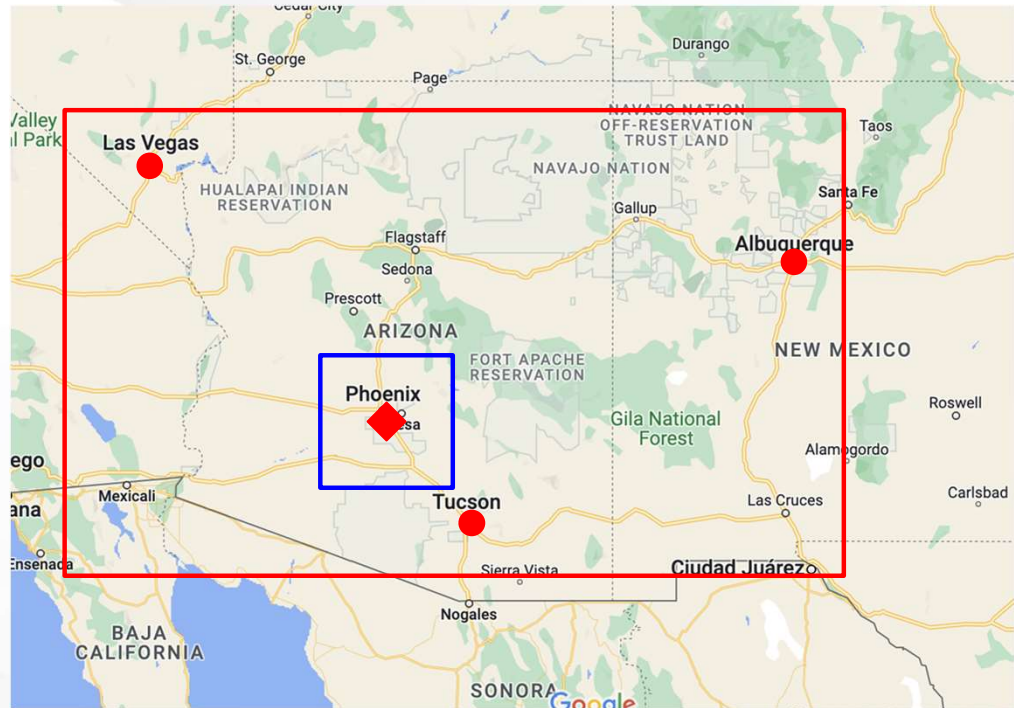 Cedar City
Durango
St. George
Page
NAVAJO NATION
OFF-RESERVATION
TRUST LAND
Valley
al Park
Taos
Las Vegas
NAVAJO NATION
HUALAPAI INDIAN
RESERVATION
Santa Fe
Gallup
Flagstaff
Albuquerque
Sedona
Prescott
ARIZONA
NEW MEXICO
FORT APACHE
RESERVATION
Phoenix
esa
Roswell
Gila National
Forest
Alamogordo
ego
Mexicali
Carlsbad
Las Cruces
Tucson
ana
Ensenada
Sierra Vista
Ciudad Juárez
Nogales
BAJA
CALIFORNIA
SONORA
Google